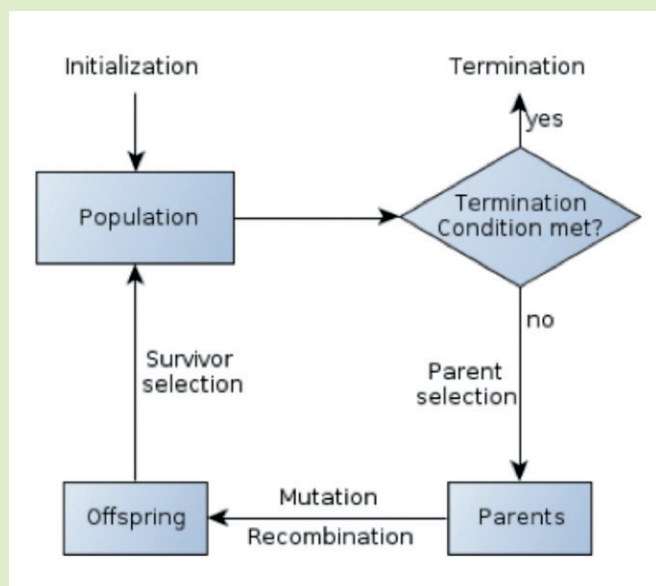 Initialization
Termination
yes
Population
Termination
Condition met?
no
Survivor
selection
Parent
selection
Offspring
Mutation
Recombination
Parents